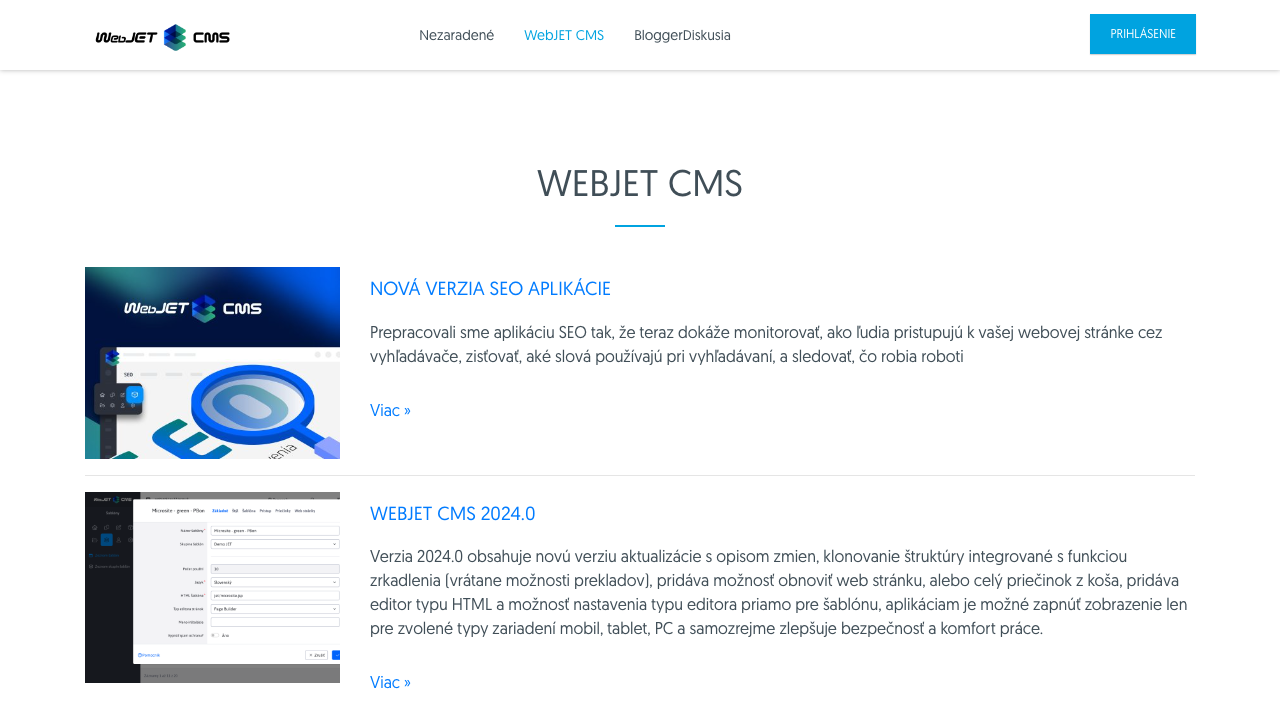 WebJET CMS
Nezaradené
WebJET CMS
BloggerDiskusia
PRIHLÁSENIE
WEBJET CMS
WebJET CMS
SEO
NOVÁ VERZIA SEO APLIKÁCIE
Prepracovali sme aplikáciu SEO tak, že teraz dokáže monitorovať, ako ľudia pristupujú k vašej webovej stránke cez
vyhľadávače, zisťovať, aké slová používajú pri vyhľadávaní, a sledovať, čo robia roboti
Viac »
WEBJET CMS 2024.0
Verzia 2024.0 obsahuje novú verziu aktualizácie s opisom zmien, klonovanie štruktúry integrované s funkciou
zrkadlenia (vrátane možnosti prekladov), pridáva možnosť obnoviť web stránku, alebo celý priečinok z koša, pridáva
editor typu HTML a možnosť nastavenia typu editora priamo pre šablónu, aplikáciam je možné zapnúť zobrazenie len
pre zvolené typy zariadení mobil, tablet, PC a samozrejme zlepšuje bezpečnosť a komfort práce.
Viac »